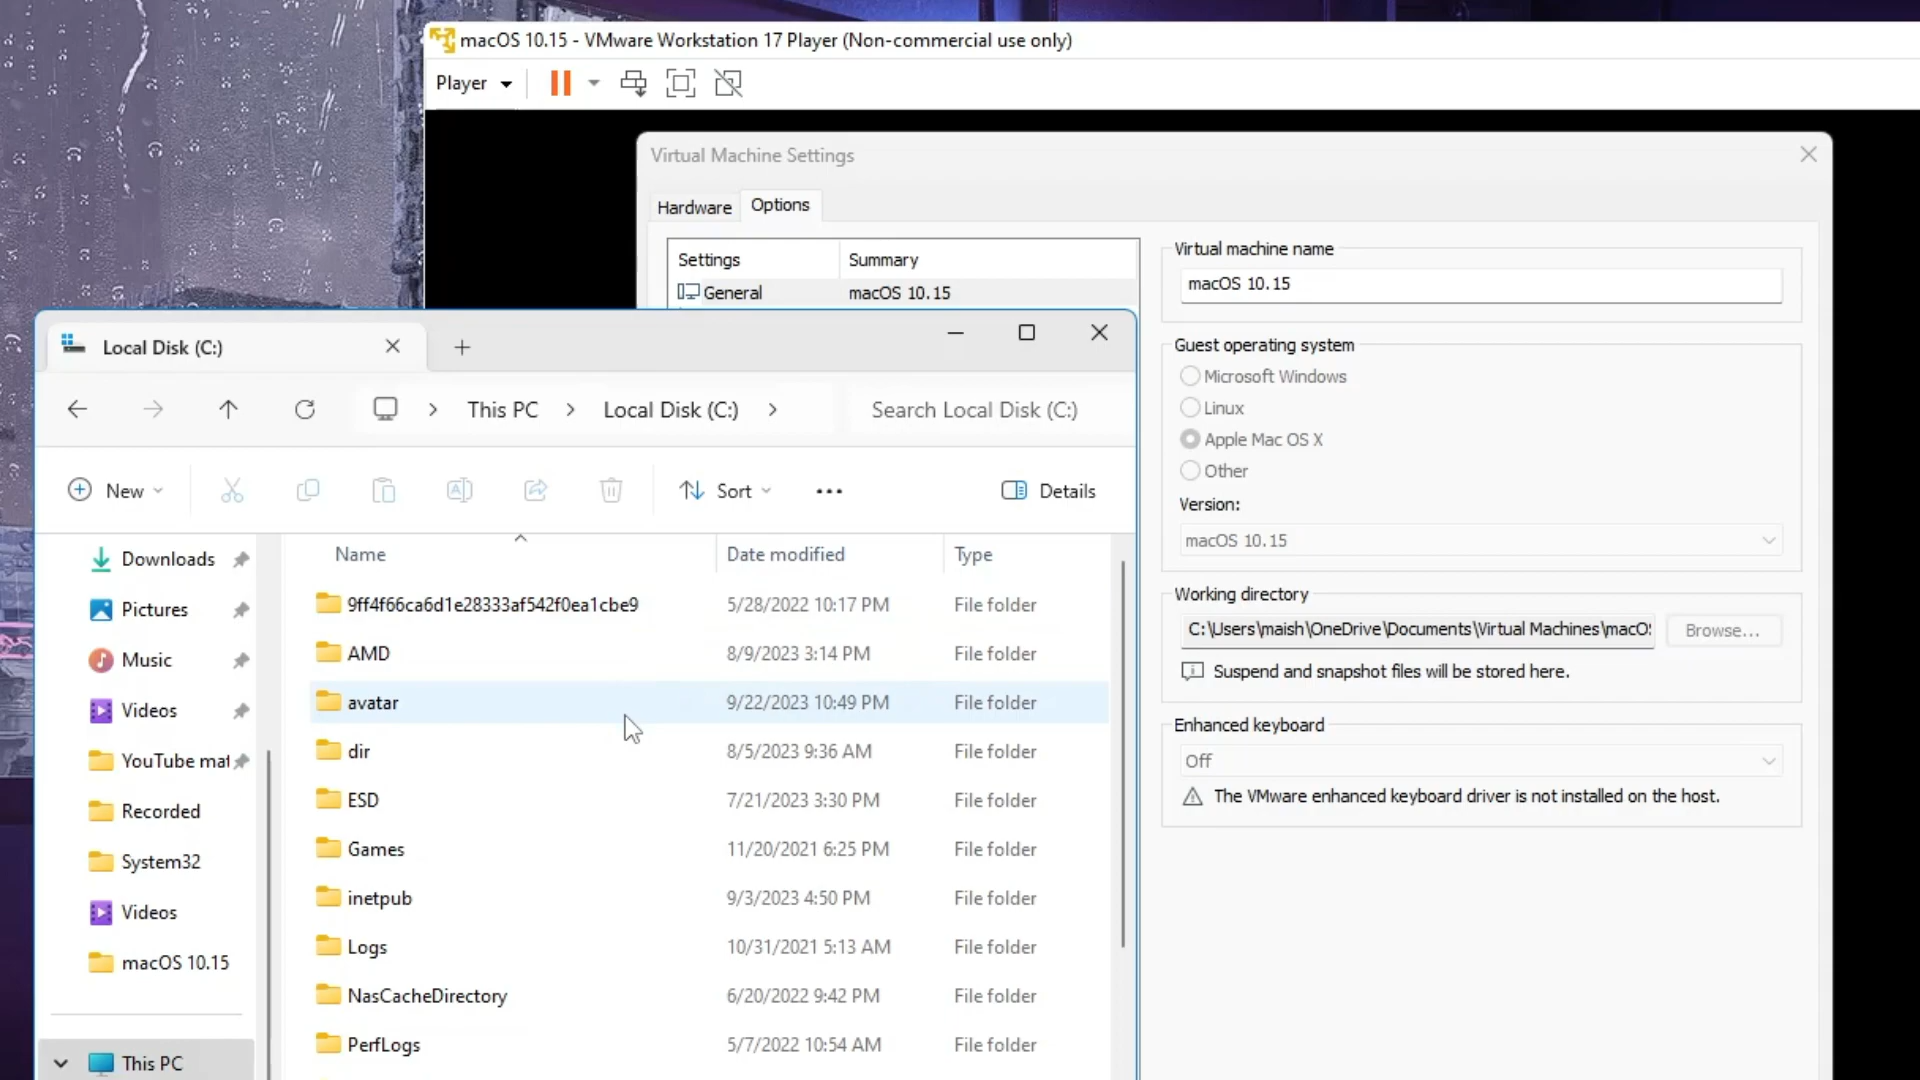 macOS 10.15 - VMware Workstation 17 Player (Non-commercial use only)
Player
Virtual Machine Settings
Hardware
Options
Settings Summary
General macOS 10.15
Virtual machine name
macOS 10.15
Guest operating system
Microsoft Windows
Linux
Apple Mac OS X
Other
Version:
macOS 10.15
Working directory
C:\Users\maish\OneDrive\Documents\Virtual Machines\macO
Browse...
Suspend and snapshot files will be stored here.
Enhanced keyboard
Off
The VMware enhanced keyboard driver is not installed on the host.
Local Disk (C:)
This PC > Local Disk (C:) >
Search Local Disk (C:)
New
Sort
Details
Downloads
Pictures
Music
Videos
YouTube mat
Recorded
System32
Videos
macOS 10.15
This PC
Name Date modified Type
9ff4f66ca6d1e28333af542f0ea1cbe9 5/28/2022 10:17 PM File folder
AMD 8/9/2023 3:14 PM File folder
avatar 9/22/2023 10:49 PM File folder
dir 8/5/2023 9:36 AM File folder
ESD 7/21/2023 3:30 PM File folder
Games 11/20/2021 6:25 PM File folder
inetpub 9/3/2023 4:50 PM File folder
Logs 10/31/2021 5:13 AM File folder
NasCacheDirectory 6/20/2022 9:42 PM File folder
PerfLogs 5/7/2022 10:54 AM File folder